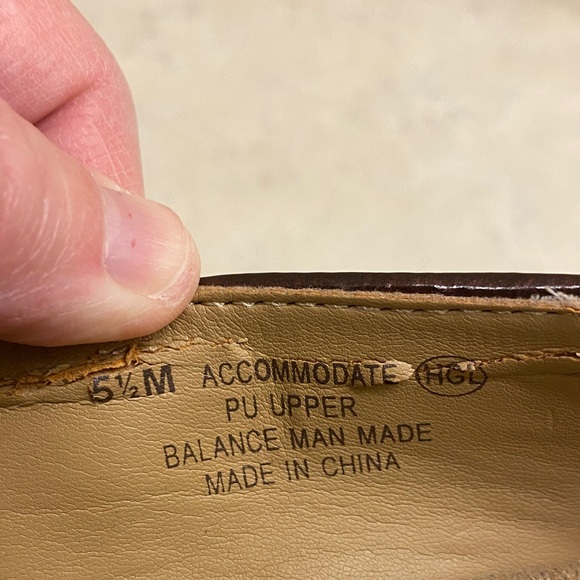 5½M ACCOMMODATE HGL
PU UPPER
BALANCE MAN MADE
MADE IN CHINA